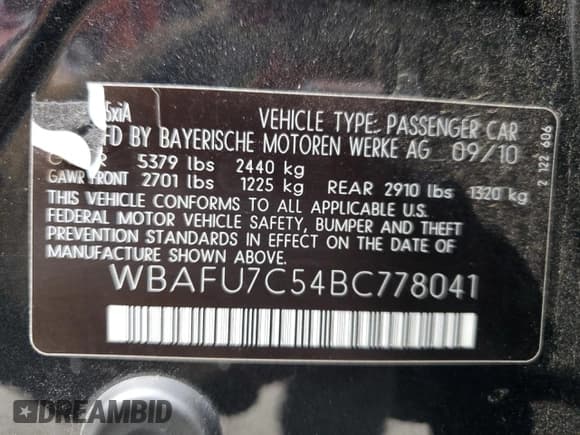 5xiA
VEHICLE TYPE: PASSENGER CAR
MFD BY BAYERISCHE MOTOREN WERKE AG 09/10
5379 lbs 2440 kg
GAWR FRONT 2701 lbs 1225 kg REAR 2910 lbs 1320 kg
THIS VEHICLE CONFORMS TO ALL APPLICABLE U.S.
FEDERAL MOTOR VEHICLE SAFETY, BUMPER AND THEFT
PREVENTION STANDARDS IN EFFECT ON THE DATE OF
MANUFACTURE SHOWN ABOVE:
WBAFU7C54BC778041
2 122 606
DREAMBID